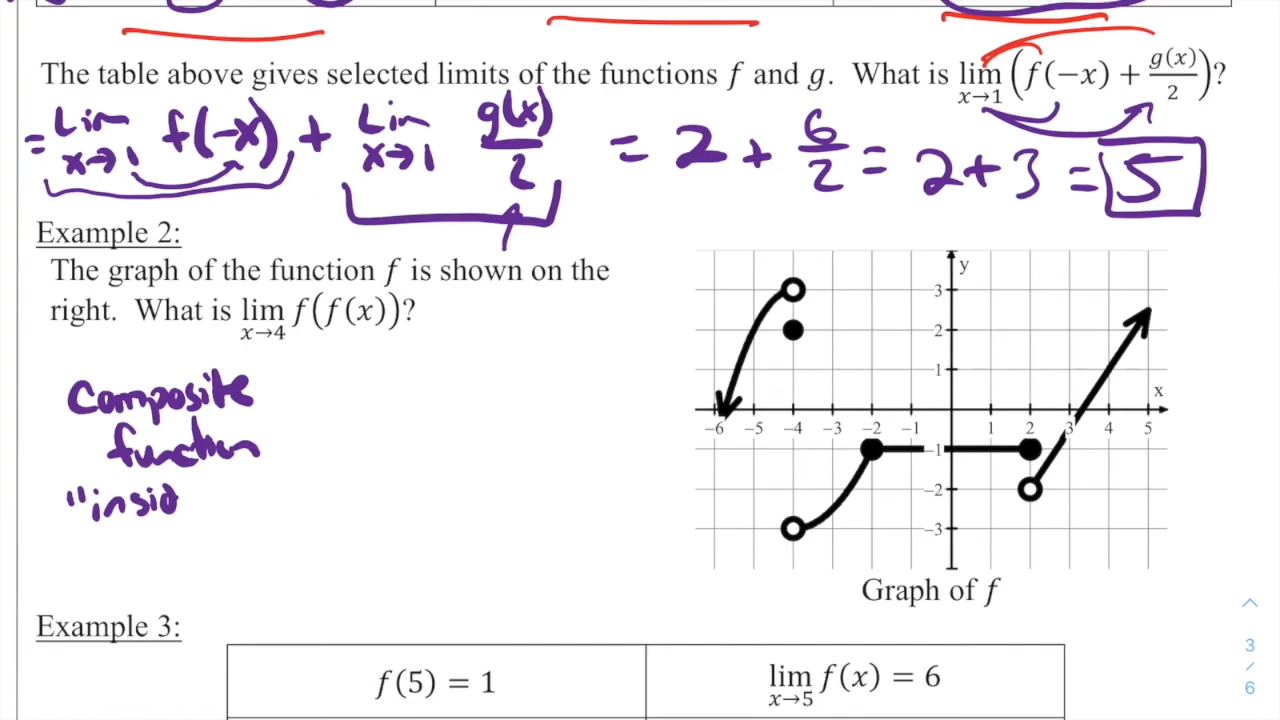 The table above gives selected limits of the functions f and g. What is lim x→1 (f(−x) + g(x)/2)?
= Lim x→1 f(−x) + Lim x→1 g(x)/2 = 2 + 6/2 = 2 + 3 = 5
Example 2:
The graph of the function f is shown on the
right. What is lim x→4 f(f(x))?
Composite
function
"insid
y
3
2
1
x
−6 −5 −4 −3 −2 −1 1 2 3 4 5
−1
−2
−3
Graph of f
Example 3:
f(5) = 1 lim x→5 f(x) = 6
3
/
6